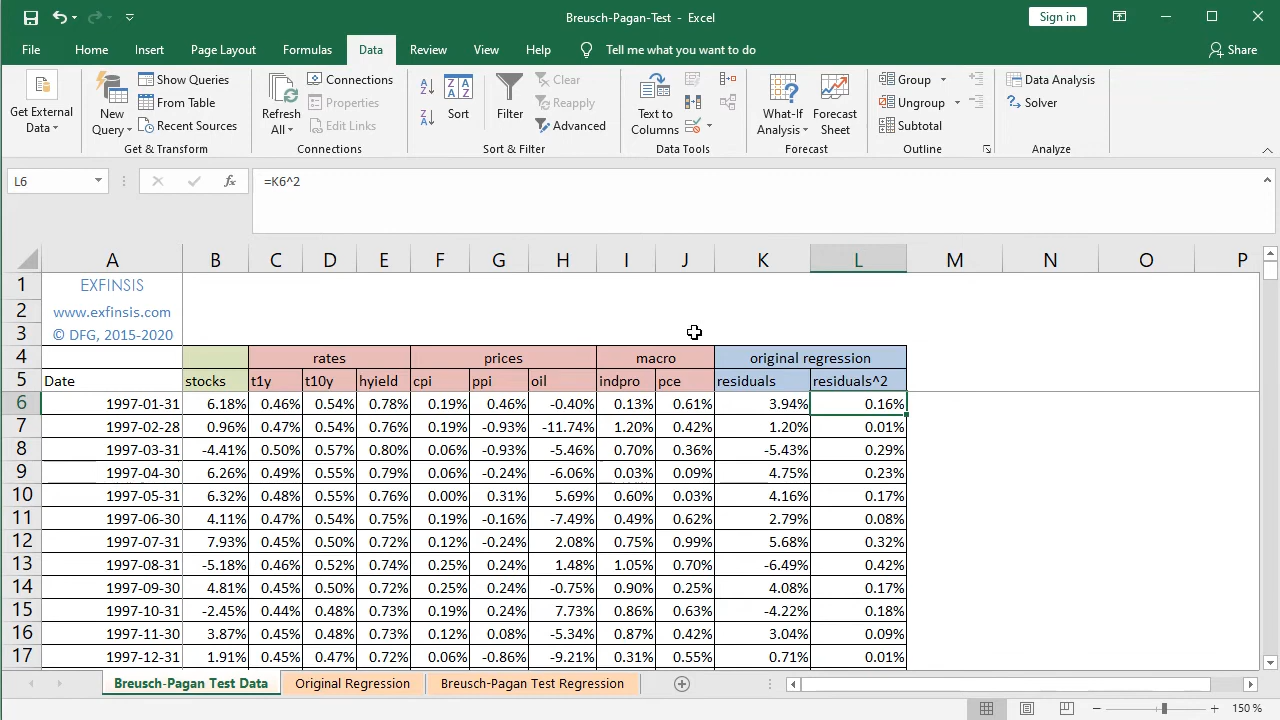 Breusch-Pagan-Test - Excel
Sign in
File Home Insert Page Layout Formulas Data Review View Help Tell me what you want to do Share
Get External Data
New Query
Show Queries
From Table
Recent Sources
Get & Transform
Refresh All
Connections
Properties
Edit Links
Connections
Sort
Filter
Clear
Reapply
Advanced
Sort & Filter
Text to Columns
Data Tools
What-If Analysis
Forecast Sheet
Forecast
Group
Ungroup
Subtotal
Outline
Data Analysis
Solver
Analyze
L6 fx =K6^2
A B C D E F G H I J K L M N O P
1 EXFINSIS
2 www.exfinsis.com
3 © DFG, 2015-2020
4 rates prices macro original regression
5 Date stocks t1y t10y hyield cpi ppi oil indpro pce residuals residuals^2
6 1997-01-31 6.18% 0.46% 0.54% 0.78% 0.19% 0.46% -0.40% 0.13% 0.61% 3.94% 0.16%
7 1997-02-28 0.96% 0.47% 0.54% 0.76% 0.19% -0.93% -11.74% 1.20% 0.42% 1.20% 0.01%
8 1997-03-31 -4.41% 0.50% 0.57% 0.80% 0.06% -0.93% -5.46% 0.70% 0.36% -5.43% 0.29%
9 1997-04-30 6.26% 0.49% 0.55% 0.79% 0.06% -0.24% -6.06% 0.03% 0.09% 4.75% 0.23%
10 1997-05-31 6.32% 0.48% 0.55% 0.76% 0.00% 0.31% 5.69% 0.60% 0.03% 4.16% 0.17%
11 1997-06-30 4.11% 0.47% 0.54% 0.75% 0.19% -0.16% -7.49% 0.49% 0.62% 2.79% 0.08%
12 1997-07-31 7.93% 0.45% 0.50% 0.72% 0.12% -0.24% 2.08% 0.75% 0.99% 5.68% 0.32%
13 1997-08-31 -5.18% 0.46% 0.52% 0.74% 0.25% 0.24% 1.48% 1.05% 0.70% -6.49% 0.42%
14 1997-09-30 4.81% 0.45% 0.50% 0.72% 0.25% 0.24% -0.75% 0.90% 0.25% 4.08% 0.17%
15 1997-10-31 -2.45% 0.44% 0.48% 0.73% 0.19% 0.24% 7.73% 0.86% 0.63% -4.22% 0.18%
16 1997-11-30 3.87% 0.45% 0.48% 0.73% 0.12% 0.08% -5.34% 0.87% 0.42% 3.04% 0.09%
17 1997-12-31 1.91% 0.45% 0.47% 0.72% 0.06% -0.86% -9.21% 0.31% 0.55% 0.71% 0.01%
Breusch-Pagan Test Data Original Regression Breusch-Pagan Test Regression
150 %